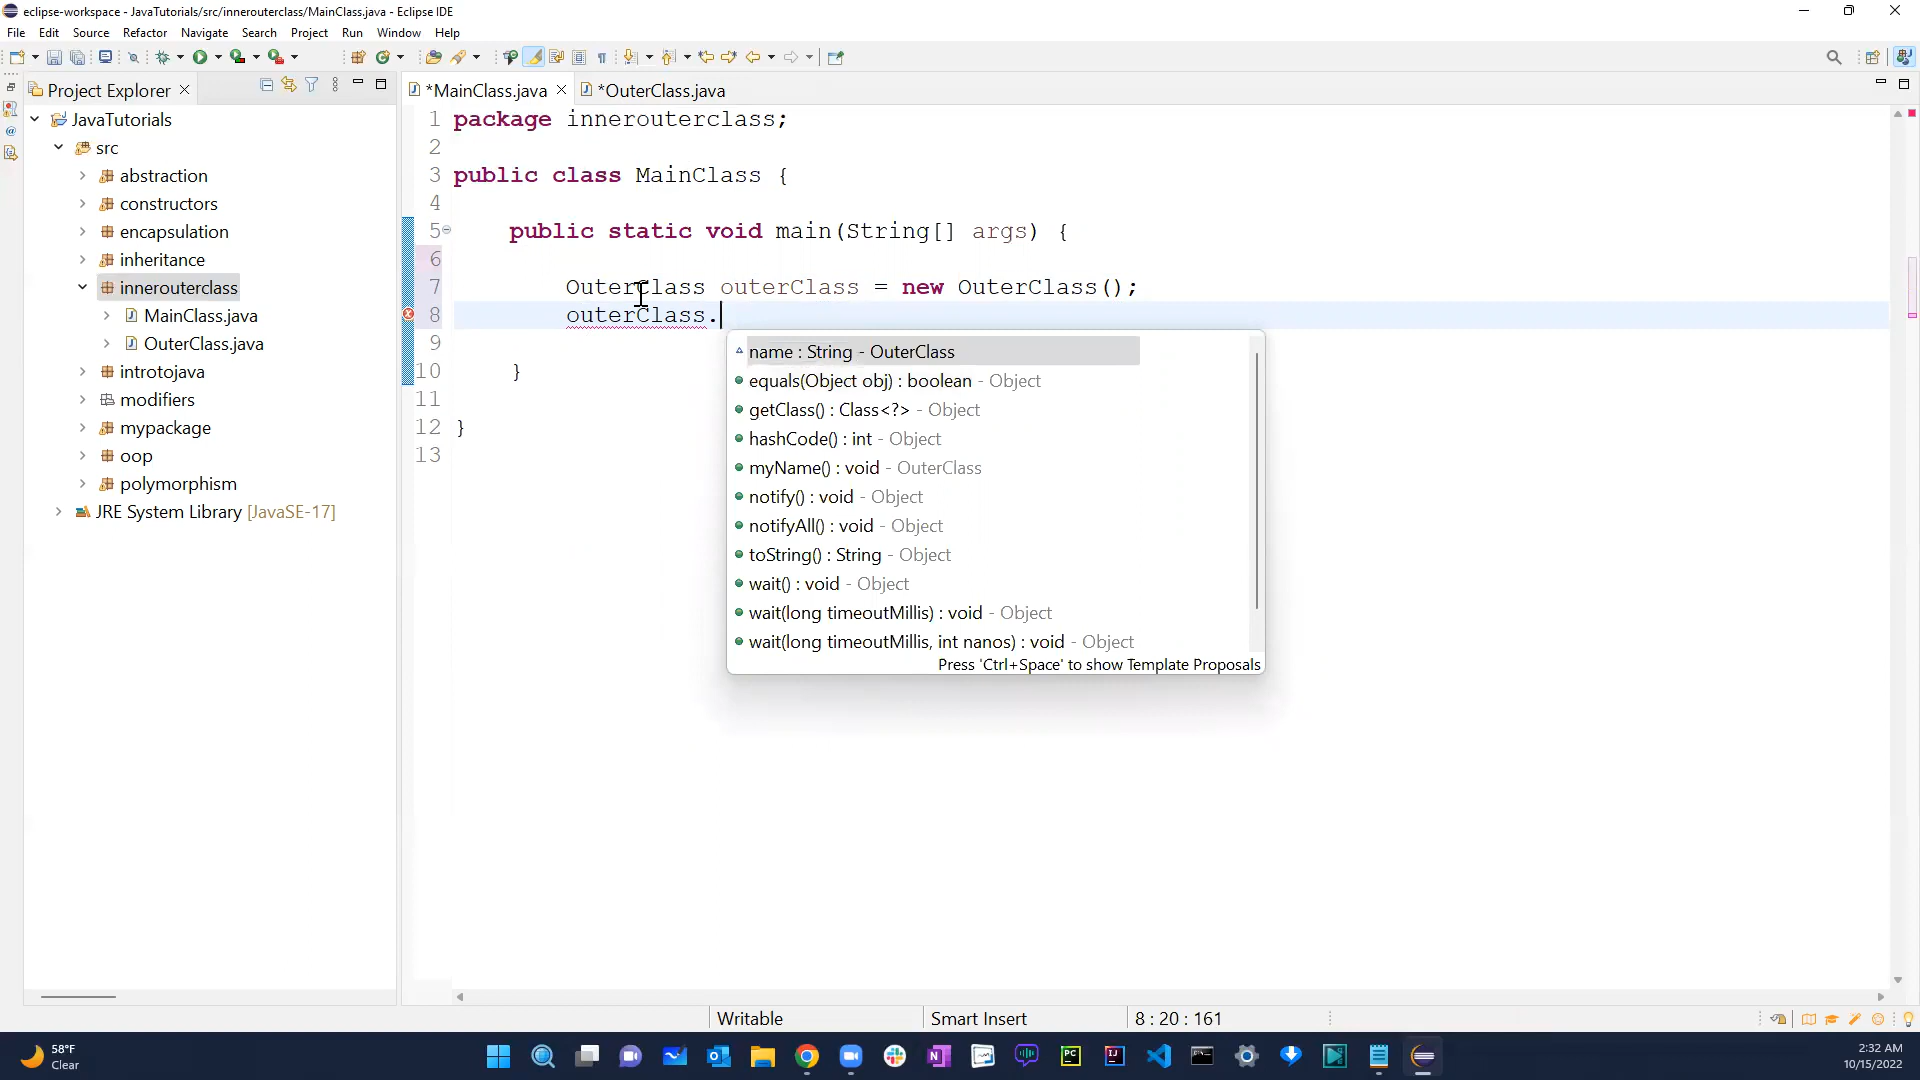 eclipse-workspace - JavaTutorials/src/innerouterclass/MainClass.java - Eclipse IDE
File Edit Source Refactor Navigate Search Project Run Window Help
Project Explorer
*MainClass.java
*OuterClass.java
JavaTutorials
src
abstraction
constructors
encapsulation
inheritance
innerouterclass
MainClass.java
OuterClass.java
introtojava
modifiers
mypackage
oop
polymorphism
JRE System Library [JavaSE-17]
1 package innerouterclass;
2
3 public class MainClass {
4
5 public static void main(String[] args) {
6
7 OuterClass outerClass = new OuterClass();
8 outerClass.
9
10 }
11
12 }
13
name : String - OuterClass
equals(Object obj) : boolean - Object
getClass() : Class<?> - Object
hashCode() : int - Object
myName() : void - OuterClass
notify() : void - Object
notifyAll() : void - Object
toString() : String - Object
wait() : void - Object
wait(long timeoutMillis) : void - Object
wait(long timeoutMillis, int nanos) : void - Object
Press 'Ctrl+Space' to show Template Proposals
Writable
Smart Insert
8 : 20 : 161
58°F
Clear
2:32 AM
10/15/2022